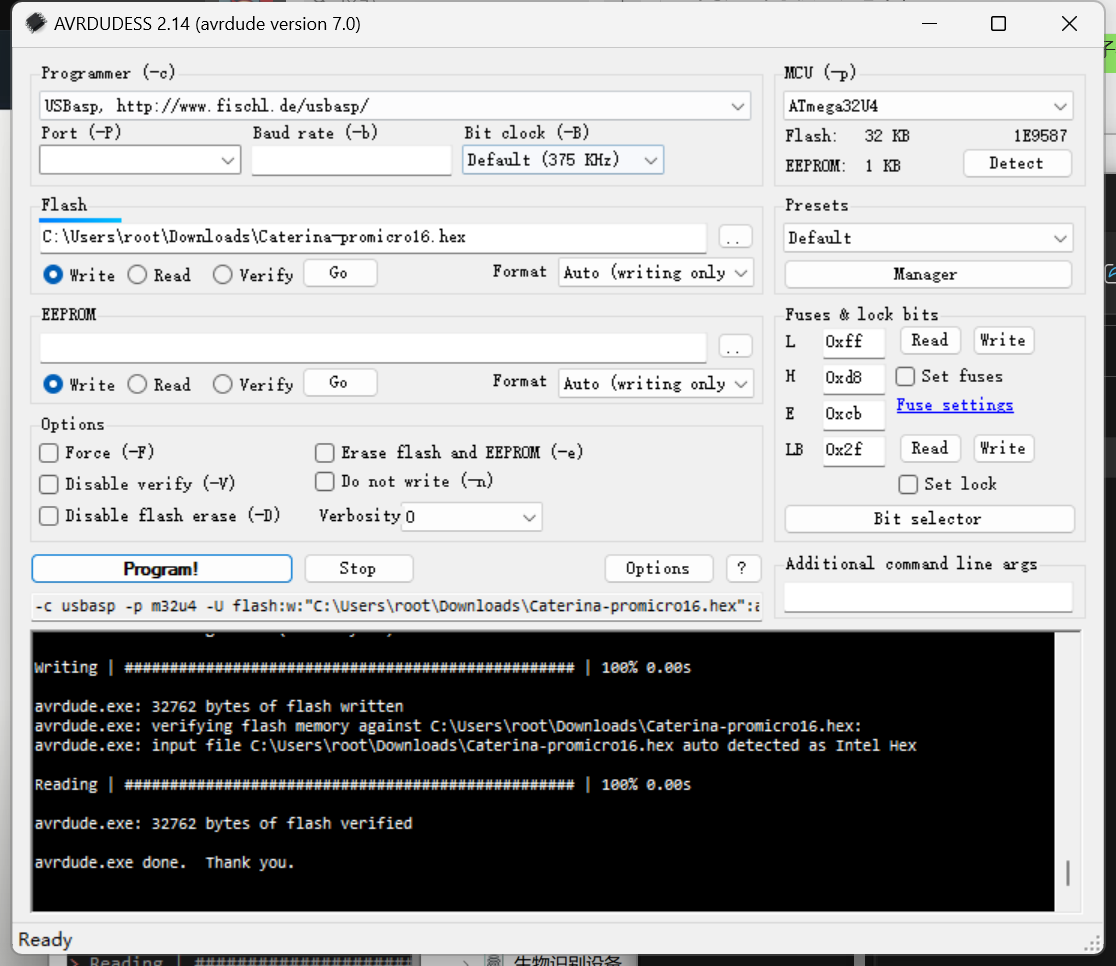 AVRDUDESS 2.14 (avrdude version 7.0)
Programmer (-c)
USBasp, http://www.fischl.de/usbasp/
Port (-P)
Baud rate (-b)
Bit clock (-B)
Default (375 KHz)
MCU (-p)
ATmega32U4
Flash: 32 KB 1E9587
EEPROM: 1 KB
Detect
Flash
C:\Users\root\Downloads\Caterina-promicro16.hex
..
Write Read Verify Go Format Auto (writing only
Presets
Default
Manager
EEPROM
..
Write Read Verify Go Format Auto (writing only
Fuses & lock bits
L 0xff Read Write
H 0xd8 Set fuses
E 0xcb Fuse settings
LB 0x2f Read Write
Set lock
Bit selector
Options
Force (-F)
Erase flash and EEPROM (-e)
Disable verify (-V)
Do not write (-n)
Disable flash erase (-D)
Verbosity 0
Program! Stop Options ?
Additional command line args
-c usbasp -p m32u4 -U flash:w:"C:\Users\root\Downloads\Caterina-promicro16.hex":a
Writing | ################################################## | 100% 0.00s
avrdude.exe: 32762 bytes of flash written
avrdude.exe: verifying flash memory against C:\Users\root\Downloads\Caterina-promicro16.hex:
avrdude.exe: input file C:\Users\root\Downloads\Caterina-promicro16.hex auto detected as Intel Hex
Reading | ################################################## | 100% 0.00s
avrdude.exe: 32762 bytes of flash verified
avrdude.exe done.  Thank you.
Ready
> Reading | ########################
生物识别设备